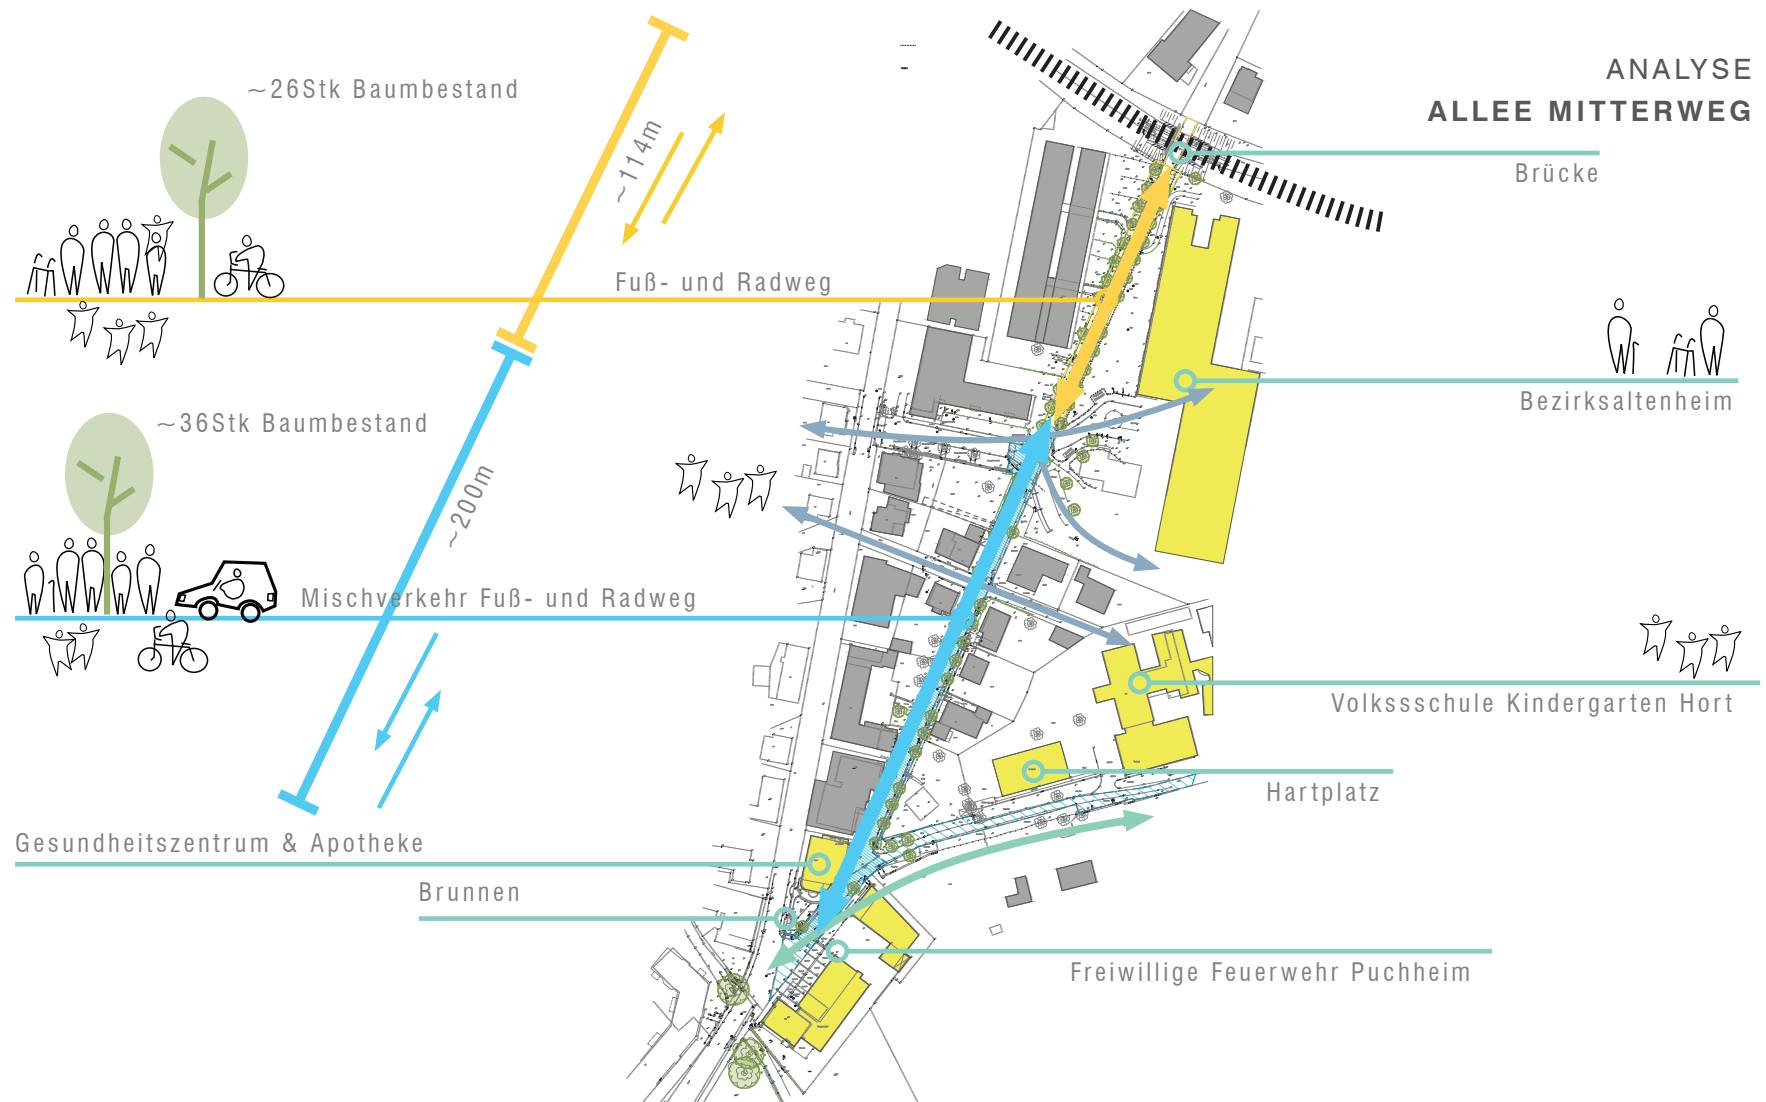 ANALYSE
ALLEE MITTERWEG
~26Stk Baumbestand
~114m
Brücke
Fuß- und Radweg
Bezirksaltenheim
~36Stk Baumbestand
~200m
Mischverkehr Fuß- und Radweg
Volkssschule Kindergarten Hort
Hartplatz
Gesundheitszentrum & Apotheke
Brunnen
Freiwillige Feuerwehr Puchheim